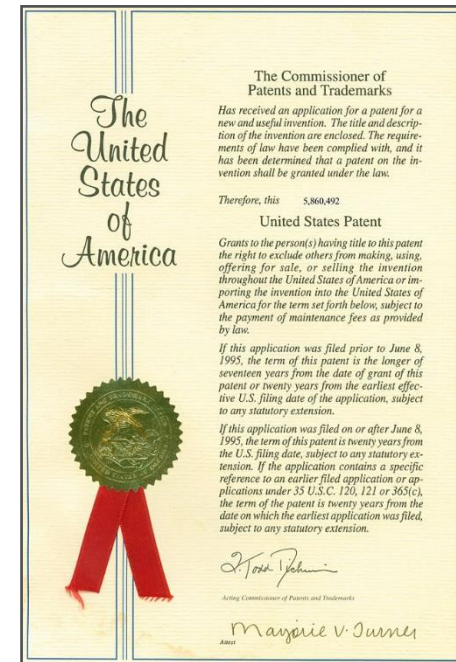 The
United
States
of
America
The Commissioner of
Patents and Trademarks
Has received an application for a patent for a
new and useful invention. The title and descrip-
tion of the invention are enclosed. The require-
ments of law have been complied with, and it
has been determined that a patent on the in-
vention shall be granted under the law.
Therefore, this 5,860,492
United States Patent
Grants to the person(s) having title to this patent
the right to exclude others from making, using,
offering for sale, or selling the invention
throughout the United States of America or im-
porting the invention into the United States of
America for the term set forth below, subject to
the payment of maintenance fees as provided
by law.
If this application was filed prior to June 8,
1995, the term of this patent is the longer of
seventeen years from the date of grant of this
patent or twenty years from the earliest effec-
tive U.S. filing date of the application, subject
to any statutory extension.
If this application was filed on or after June 8,
1995, the term of this patent is twenty years from
the U.S. filing date, subject to any statutory ex-
tension. If the application contains a specific
reference to an earlier filed application or ap-
plications under 35 U.S.C. 120, 121 or 365(c),
the term of the patent is twenty years from the
date on which the earliest application was filed,
subject to any statutory extension.
Q. Todd Dickinson
Acting Commissioner of Patents and Trademarks
Marjorie V. Turner
Attest